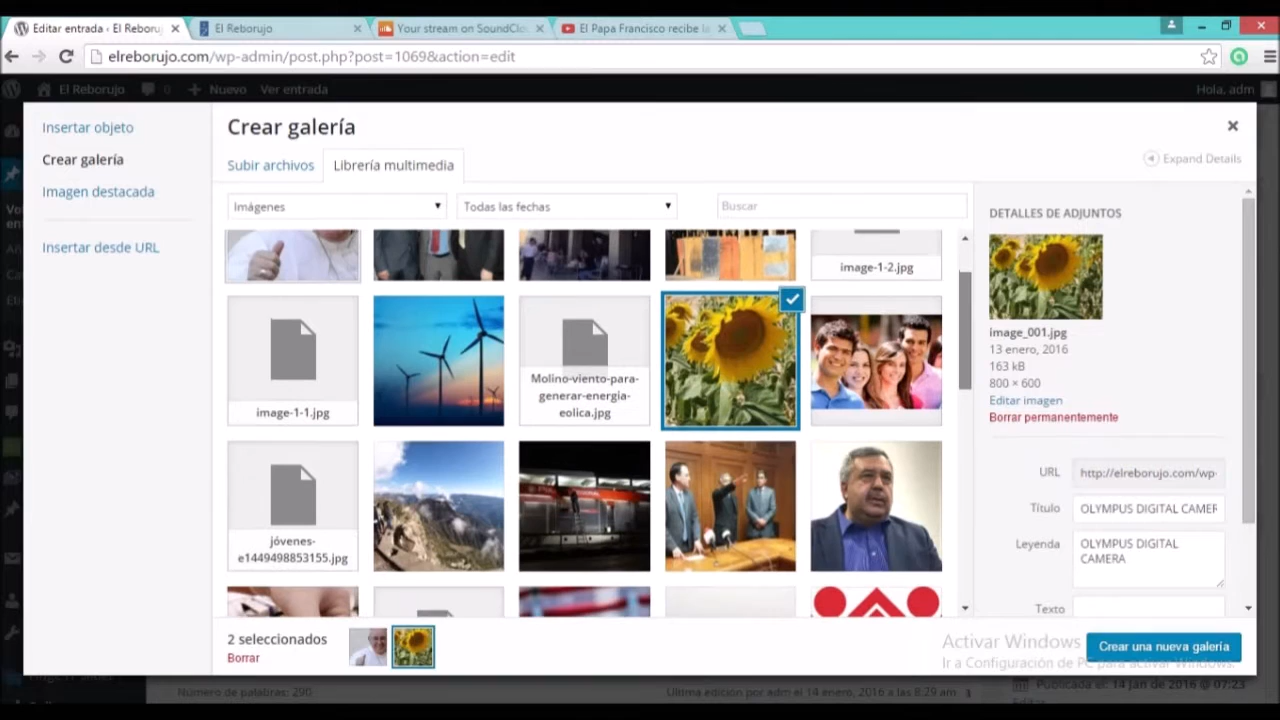 Editar entrada ‹ El Reboru
El Reborujo
Your stream on SoundClo
El Papa Francisco recibe l
elreborujo.com/wp-admin/post.php?post=1069&action=edit
El Reborujo
0
Nuevo
Ver entrada
Hola, adm
Insertar objeto
Crear galería
Imagen destacada
Insertar desde URL
Crear galería
Expand Details
Subir archivos
Librería multimedia
Imágenes
Todas las fechas
Buscar
image-1-2.jpg
image-1-1.jpg
Molino-viento-para-
generar-energia-
eolica.jpg
jóvenes-
e1449498853155.jpg
DETALLES DE ADJUNTOS
image_001.jpg
13 enero, 2016
163 kB
800 × 600
Editar imagen
Borrar permanentemente
URL
http://elreborujo.com/wp-
Título
OLYMPUS DIGITAL CAMER
Leyenda
OLYMPUS DIGITAL
CAMERA
Texto
2 seleccionados
Borrar
Activar Windows
Ir a Configuración de PC para activar Windows.
Crear una nueva galería
Número de palabras: 290
Última edición por adm el 14 enero, 2016 a las 8:29 am
Publicada el: 14 Jan de 2016 @ 07:23
Editar